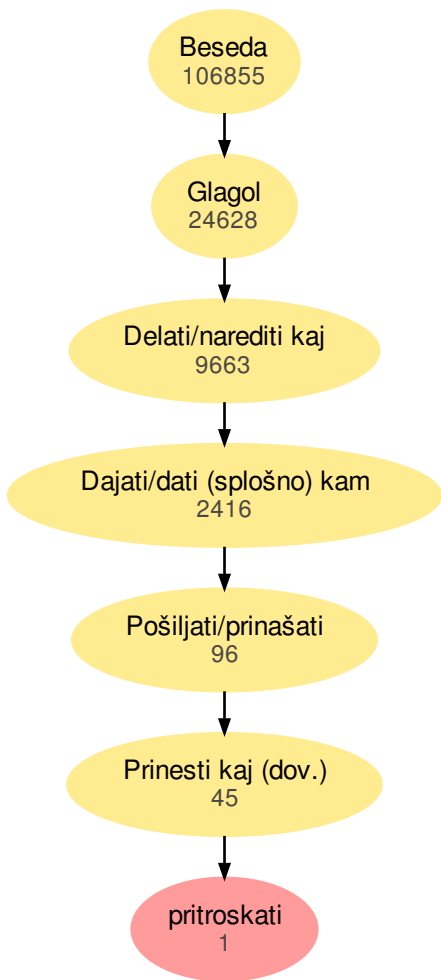 Beseda
106855
Glagol
24628
Delati/narediti kaj
9663
Dajati/dati (splošno) kam
2416
Pošiljati/prinašati
96
Prinesti kaj (dov.)
45
pritroskati
1